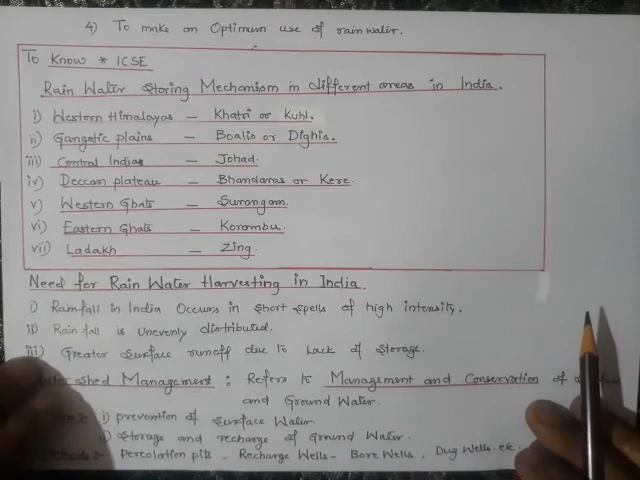 4) To make an Optimum use of rain water.
To Know * ICSE
Rain Water Storing Mechanism in different areas in India.
i) Western Himalayas – Khatri or Kuhl.
ii) Gangetic plains – Boalis or Dighis.
iii) Central Indias – Johad.
iv) Deccan plateau – Bhandaras or Kere
v) Western Ghats – Surangam.
vi) Eastern Ghats – Korambu.
vii) Ladakh – Zing.
Need for Rain Water Harvesting in India.
i) Rainfall in India Occurs in short spells of high intensity.
ii) Rain fall is unevenly distributed.
iii) Greater surface runoff due to Lack of storage.
Management : Refers to Management and Conservation of
and Ground Water.
i) prevention of surface Water.
ii) storage and recharge of Ground Water.
Percolation pits – Recharge Wells – Bore Wells, Dug Wells etc.